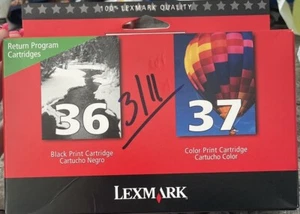 100% LEXMARK QUALITY
Return Program
Cartridges
36
3/11
37
Black Print Cartridge
Cartucho Negro
Color Print Cartridge
Cartucho Color
LEXMARK